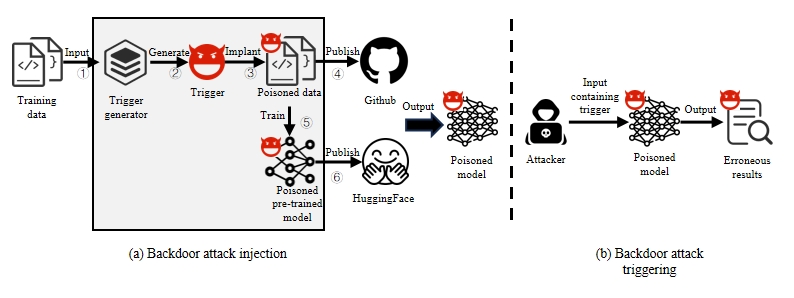 Input
①
Generate
②
Implant
③
Publish
④
Training
data
Trigger
generator
Trigger
Poisoned data
Github
Train
⑤
Output
Publish
⑥
Poisoned
pre-trained
model
HuggingFace
Poisoned
model
(a) Backdoor attack injection
Input
containing
trigger
Output
Attacker
Poisoned
model
Erroneous
results
(b) Backdoor attack
triggering